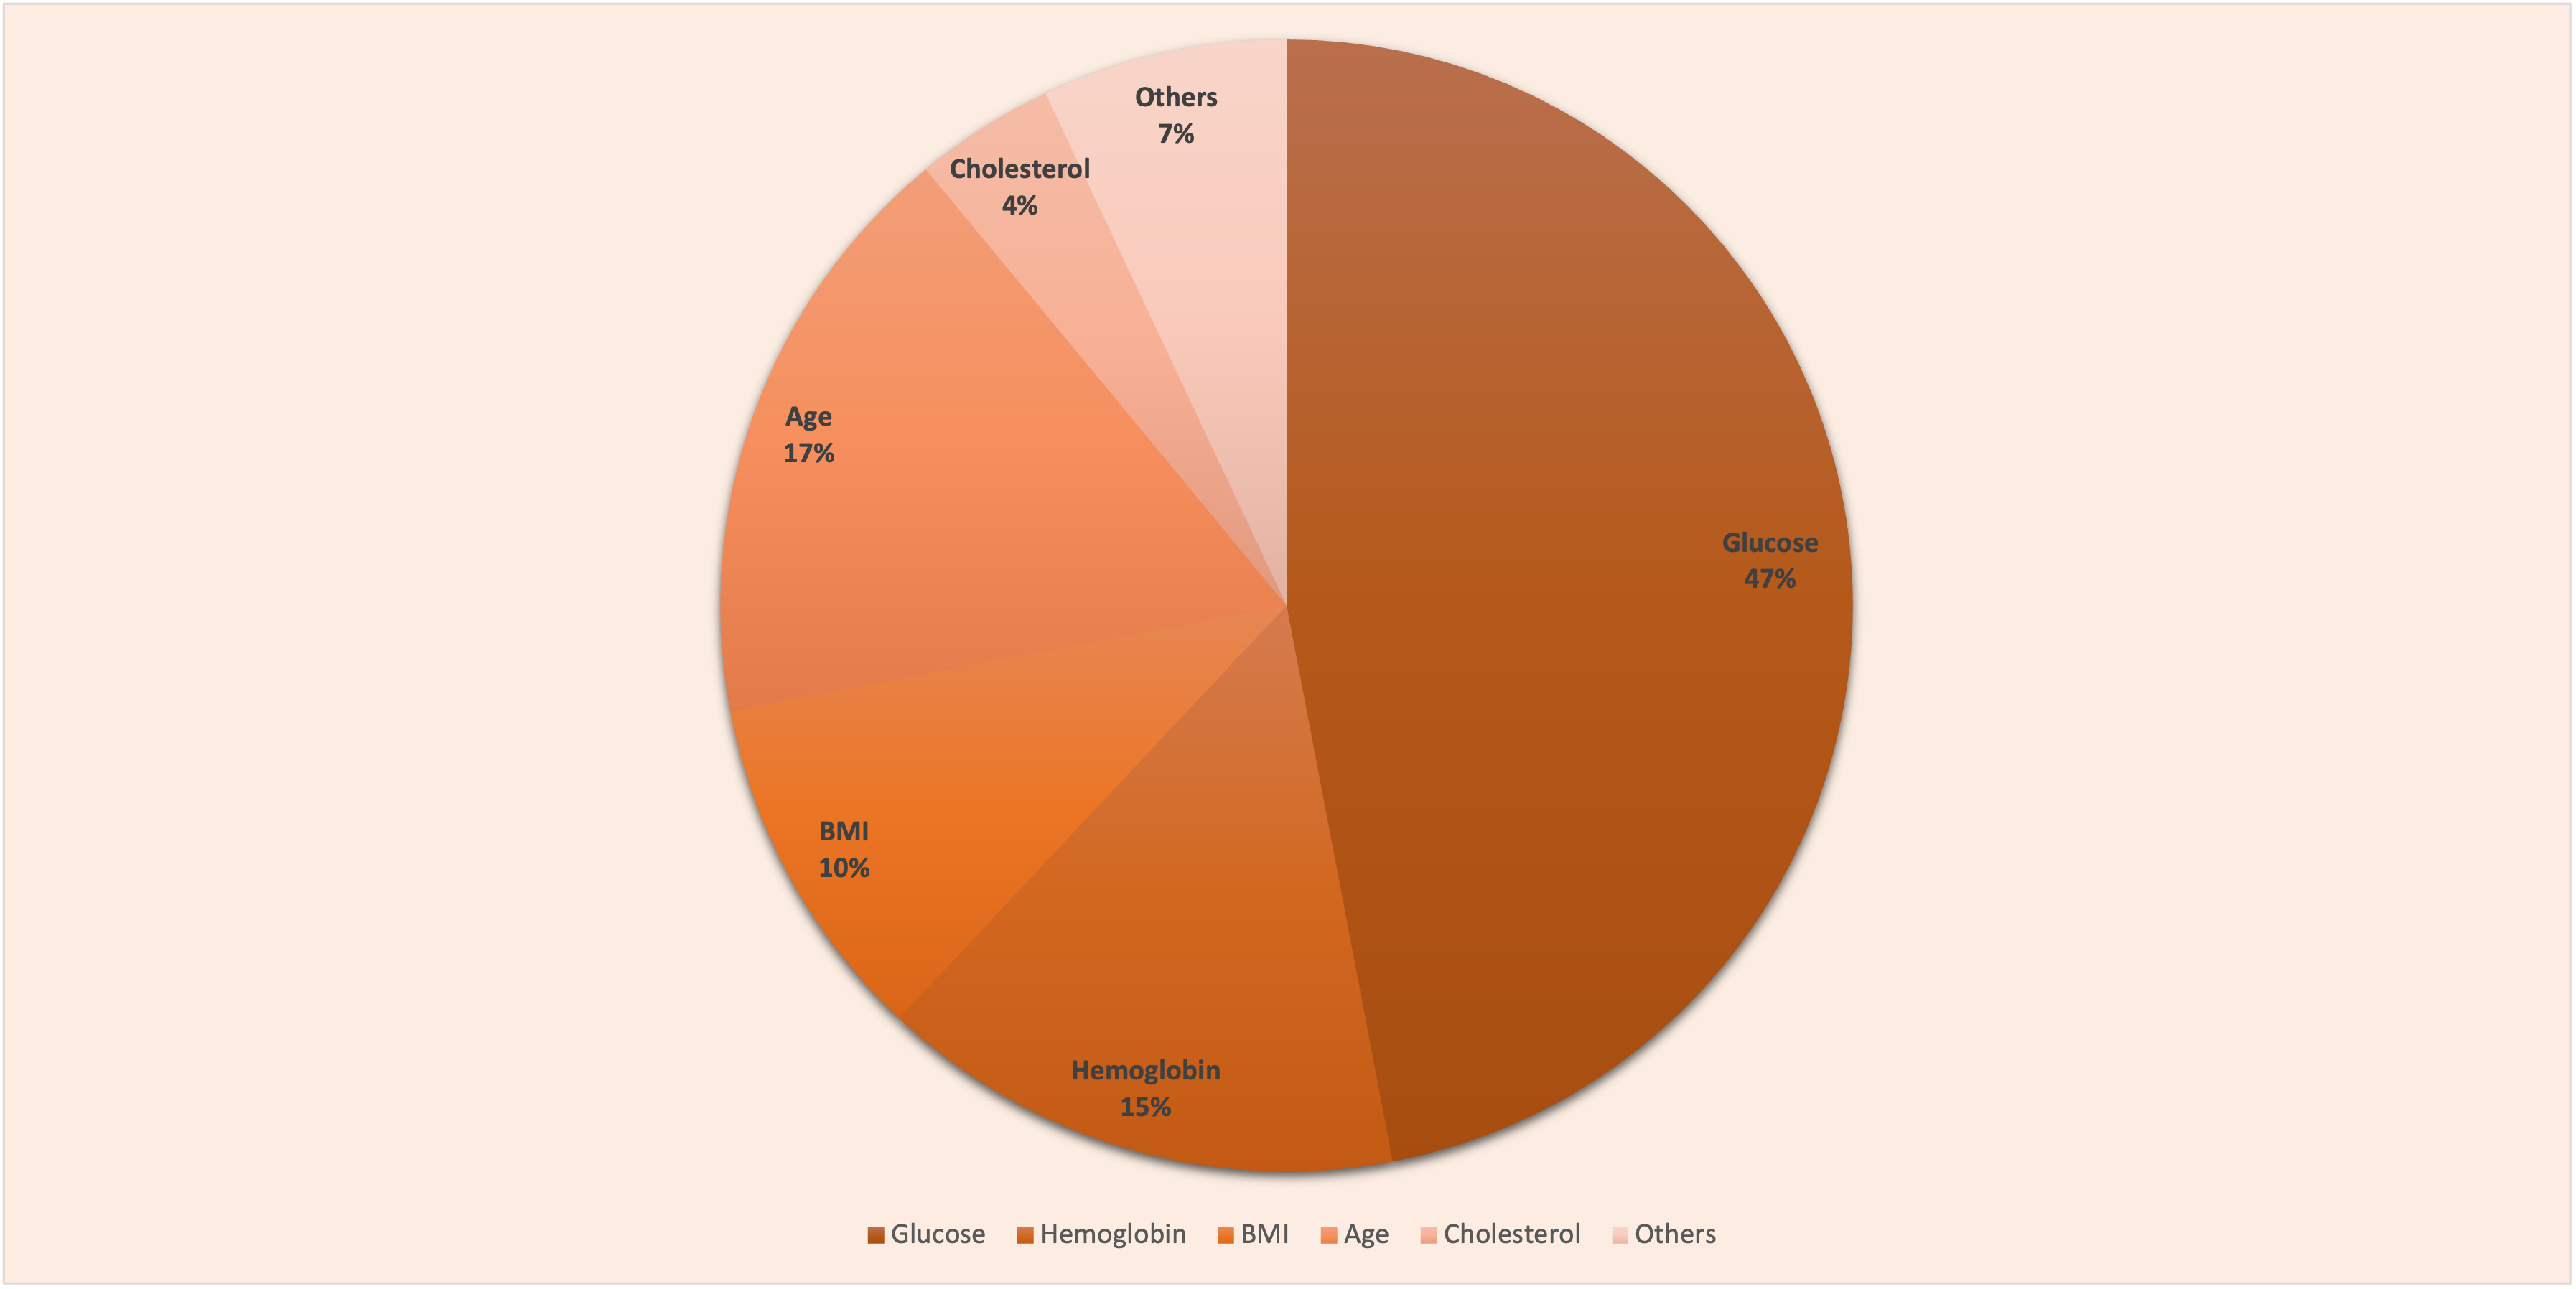 Others
7%
Cholesterol
4%
Age
17%
Glucose
47%
BMI
10%
Hemoglobin
15%
Glucose Hemoglobin BMI Age Cholesterol Others